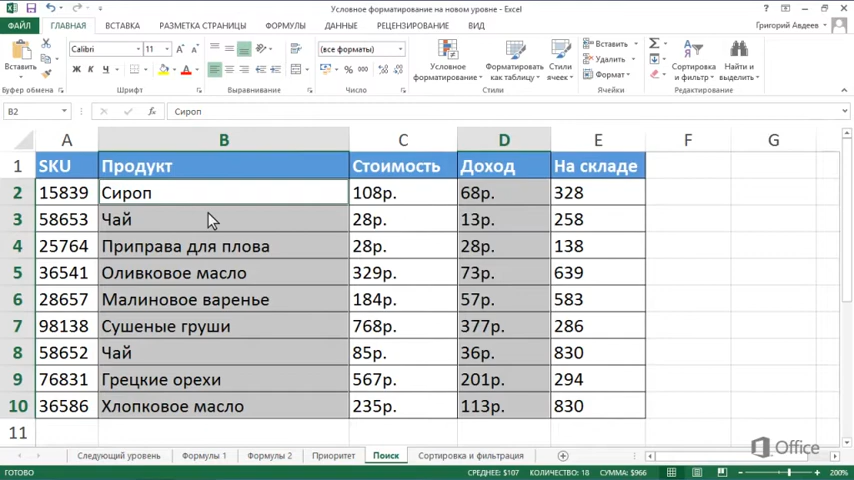 Условное форматирование на новом уровне - Excel
ФАЙЛ ГЛАВНАЯ ВСТАВКА РАЗМЕТКА СТРАНИЦЫ ФОРМУЛЫ ДАННЫЕ РЕЦЕНЗИРОВАНИЕ ВИД Григорий Авдеев
Вставить
Calibri 11
Ж К Ч
(все форматы)
Условное форматирование
Форматировать как таблицу
Стили ячеек
Вставить
Удалить
Формат
Сортировка и фильтр
Найти и выделить
Буфер обмена Шрифт Выравнивание Число Стили Ячейки Редактирование
B2 Сироп
A B C D E F G
1 SKU Продукт Стоимость Доход На складе
2 15839 Сироп 108р. 68р. 328
3 58653 Чай 28р. 13р. 258
4 25764 Приправа для плова 28р. 28р. 138
5 36541 Оливковое масло 329р. 73р. 639
6 28657 Малиновое варенье 184р. 57р. 583
7 98138 Сушеные груши 768р. 377р. 286
8 58652 Чай 85р. 36р. 830
9 76831 Грецкие орехи 567р. 201р. 294
10 36586 Хлопковое масло 235р. 113р. 830
11
Office
Следующий уровень Формулы 1 Формулы 2 Приоритет Поиск Сортировка и фильтрация
ГОТОВО СРЕДНЕЕ: $107 КОЛИЧЕСТВО: 18 СУММА: $966 200%